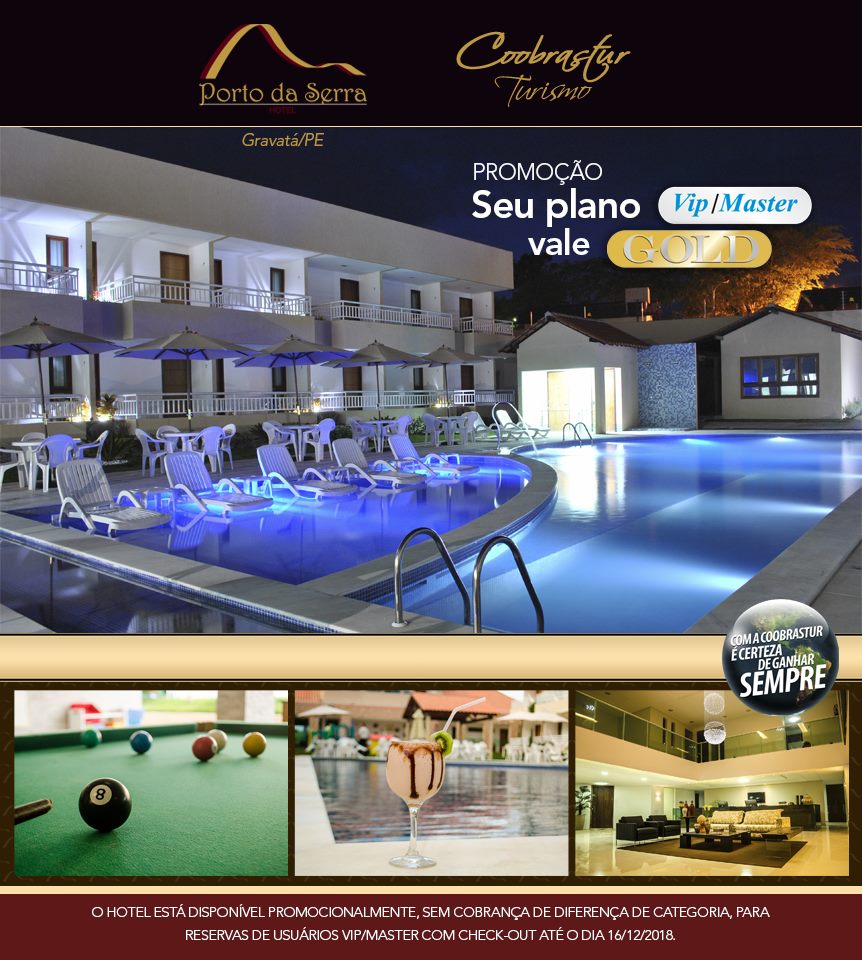 Porto da Serra
HOTEL
Coobrastur
Turismo
Gravatá/PE
PROMOÇÃO
Seu plano Vip/Master
vale GOLD
COM A COOBRASTUR
É CERTEZA
DE GANHAR
SEMPRE
8
O HOTEL ESTÁ DISPONÍVEL PROMOCIONALMENTE, SEM COBRANÇA DE DIFERENÇA DE CATEGORIA, PARA
RESERVAS DE USUÁRIOS VIP/MASTER COM CHECK-OUT ATÉ O DIA 16/12/2018.